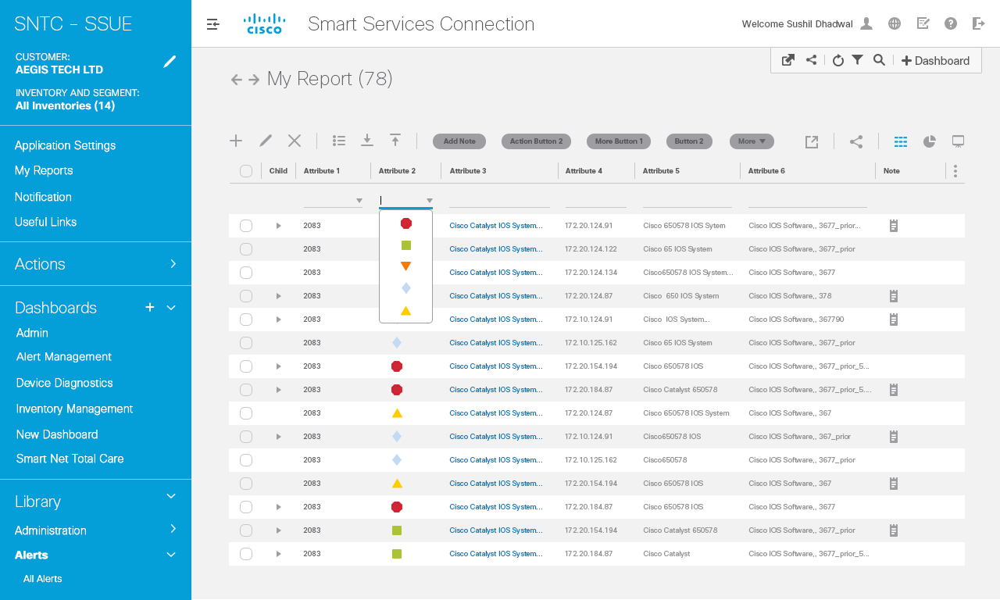 SNTC - SSUE
CUSTOMER:
AEGIS TECH LTD
INVENTORY AND SEGMENT:
All Inventories (14)
Application Settings
My Reports
Notification
Useful Links
Actions
Dashboards
Admin
Alert Management
Device Diagnostics
Inventory Management
New Dashboard
Smart Net Total Care
Library
Administration
Alerts
All Alerts
CISCO
Smart Services Connection
Welcome Sushil Dhadwal
Dashboard
My Report (78)
Add Note Action Button 2 More Button 1 Button 2 More
Child Attribute 1 Attribute 2 Attribute 3 Attribute 4 Attribute 5 Attribute 6 Note
2083 Cisco Catalyst IOS System... 172.20.124.91 Cisco 650578 IOS Sytem Cisco IOS Software,, 3677_prior...
2083 Cisco Catalyst IOS System... 172.20.124.122 Cisco 65 IOS System Cisco IOS Software,, 3677_prior
2083 Cisco Catalyst IOS System... 172.20.124.134 Cisco650578 IOS System... Cisco IOS Software,, 3677
2083 Cisco Catalyst IOS System... 172.20.124.87 Cisco 650 IOS System Cisco IOS Software,, 378
2083 Cisco Catalyst IOS System... 172.10.124.91 Cisco IOS System... Cisco IOS Software,, 367790
2083 Cisco Catalyst IOS System... 172.10.125.162 Cisco 65 IOS System Cisco IOS Software,, 3677_prior
2083 Cisco Catalyst IOS System... 172.20.154.194 Cisco 650578 IOS Cisco IOS Software,, 3677_prior_5...
2083 Cisco Catalyst IOS System... 172.20.184.87 Cisco Catalyst 650578 Cisco IOS Software,, 3677_prior_5....
2083 Cisco Catalyst IOS System... 172.20.124.87 Cisco 650578 IOS System Cisco IOS Software,, 367
2083 Cisco Catalyst IOS System... 172.10.124.91 Cisco650578 IOS Cisco IOS Software,, 367_prior
2083 Cisco Catalyst IOS System... 172.10.125.162 Cisco650578 Cisco IOS Software,, 3677_prior
2083 Cisco Catalyst IOS System... 172.20.154.194 Cisco 650578 IOS Cisco IOS Software,, 367
2083 Cisco Catalyst IOS System... 172.20.184.87 Cisco 650578 IOS Cisco IOS Software,, 3677
2083 Cisco Catalyst IOS System... 172.20.154.194 Cisco Catalyst 650578 Cisco IOS Software,, 3677_prior
2083 Cisco Catalyst IOS System... 172.20.184.87 Cisco Catalyst Cisco IOS Software,, 3677_prior_5...